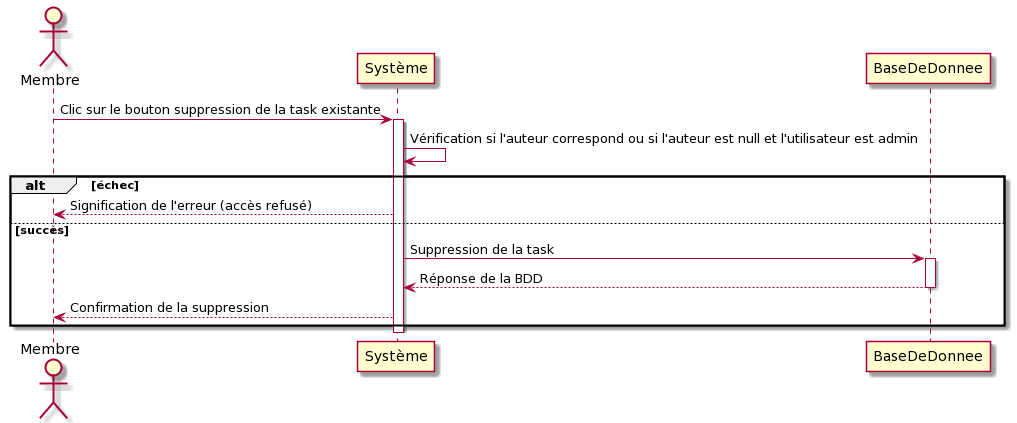 Membre
Système
BaseDeDonnee
Clic sur le bouton suppression de la task existante
Vérification si l'auteur correspond ou si l'auteur est null et l'utilisateur est admin
alt [échec]
Signification de l'erreur (accès refusé)
[succès]
Suppression de la task
Réponse de la BDD
Confirmation de la suppression
Membre
Système
BaseDeDonnee